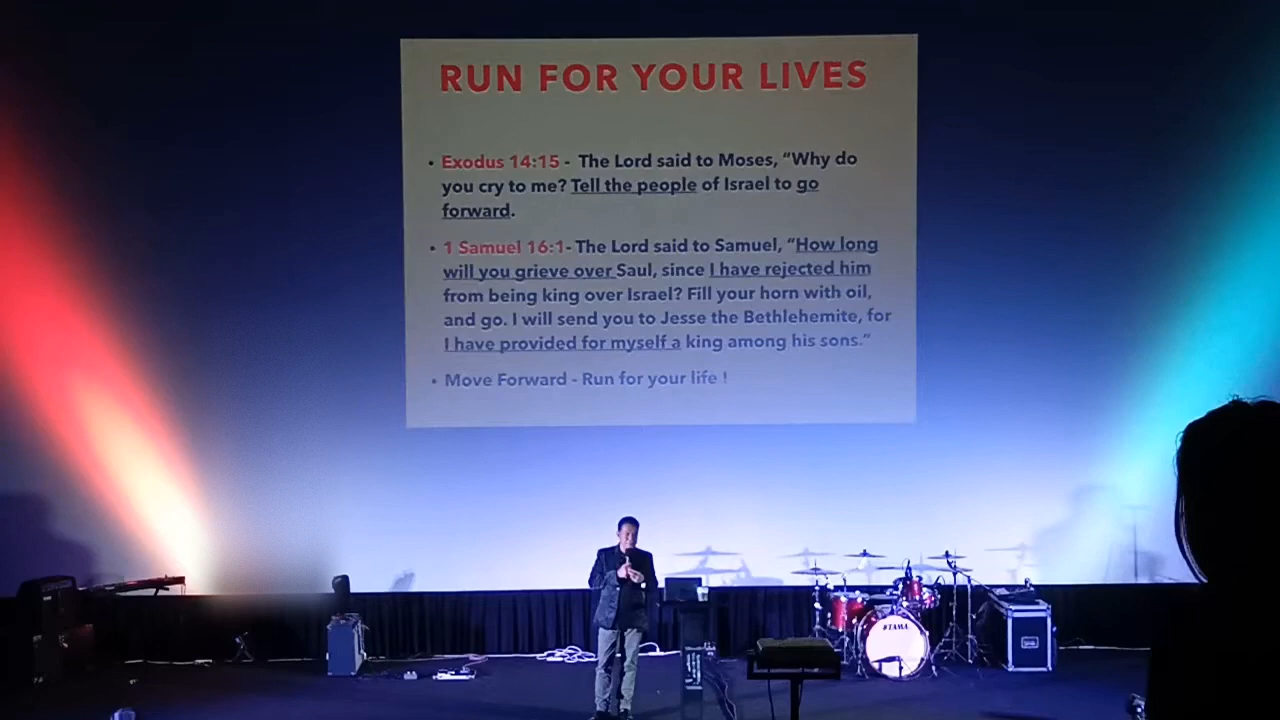 RUN FOR YOUR LIVES
• Exodus 14:15 - The Lord said to Moses, “Why do
you cry to me? Tell the people of Israel to go
forward.
• 1 Samuel 16:1- The Lord said to Samuel, “How long
will you grieve over Saul, since I have rejected him
from being king over Israel? Fill your horn with oil,
and go. I will send you to Jesse the Bethlehemite, for
I have provided for myself a king among his sons.”
• Move Forward - Run for your life !
TAMA